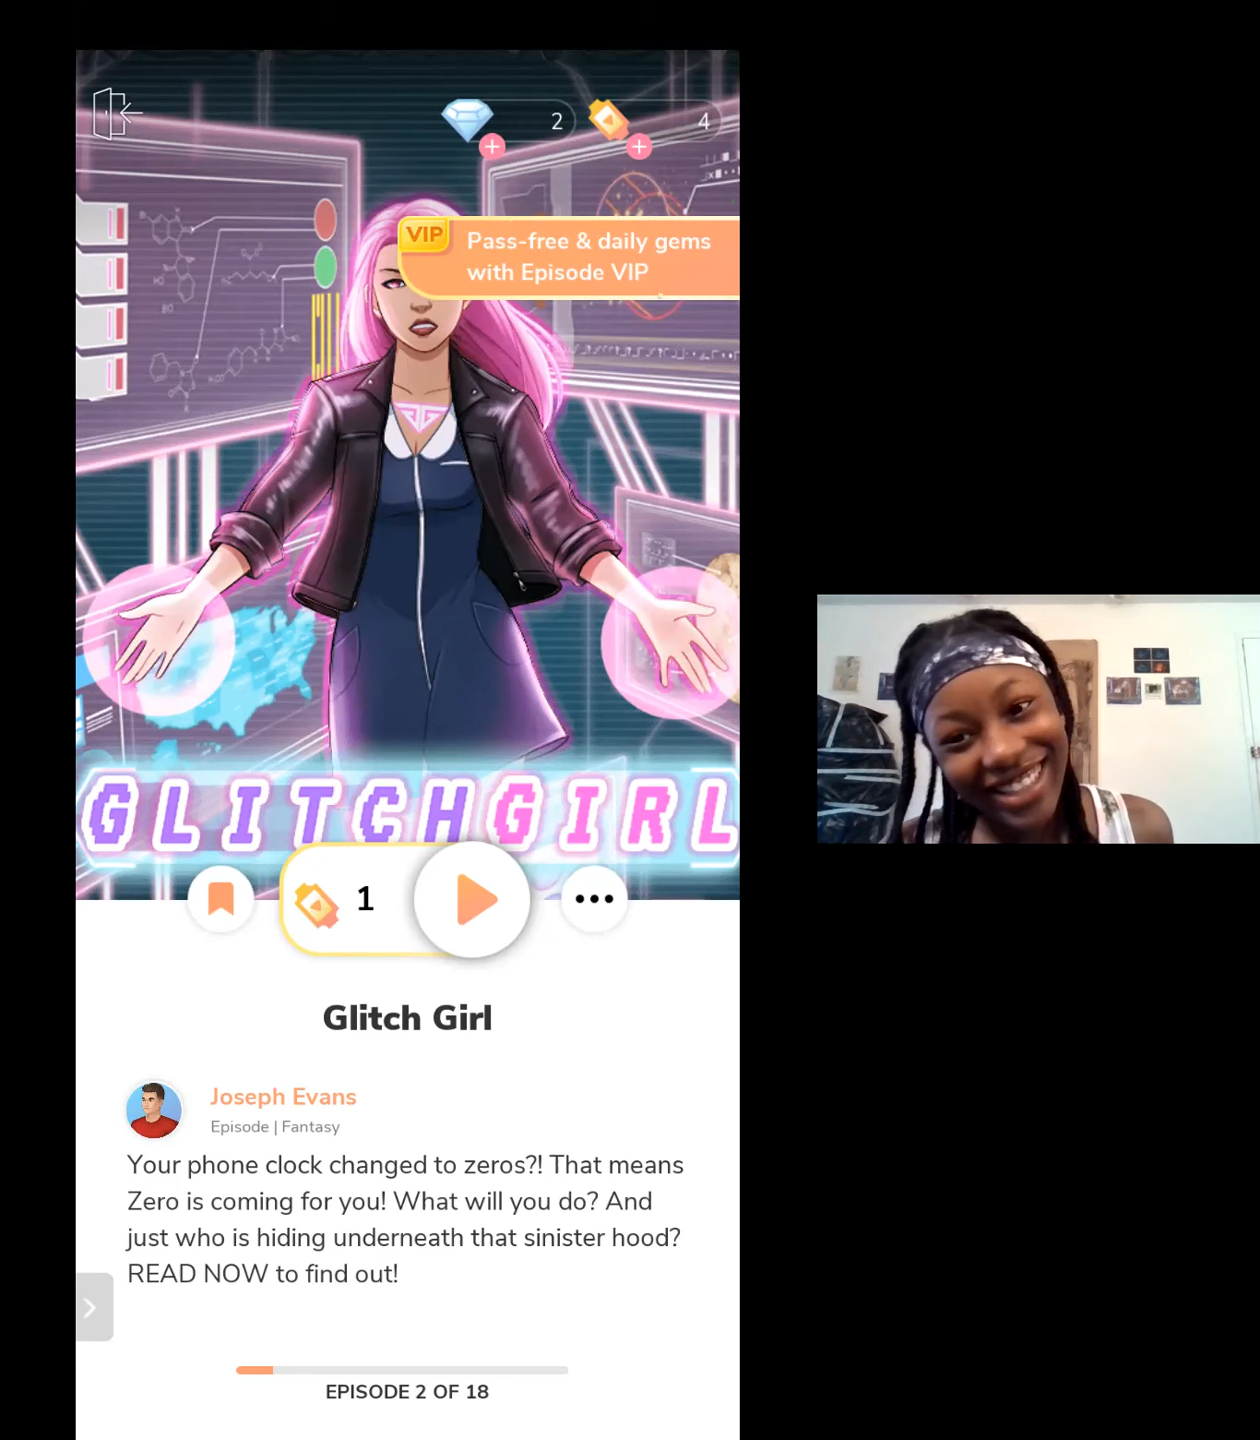 2
4
VIP
Pass-free & daily gems
with Episode VIP
GLITCHGIRL
1
Glitch Girl
Joseph Evans
Episode | Fantasy
Your phone clock changed to zeros?! That means
Zero is coming for you! What will you do? And
just who is hiding underneath that sinister hood?
READ NOW to find out!
EPISODE 2 OF 18